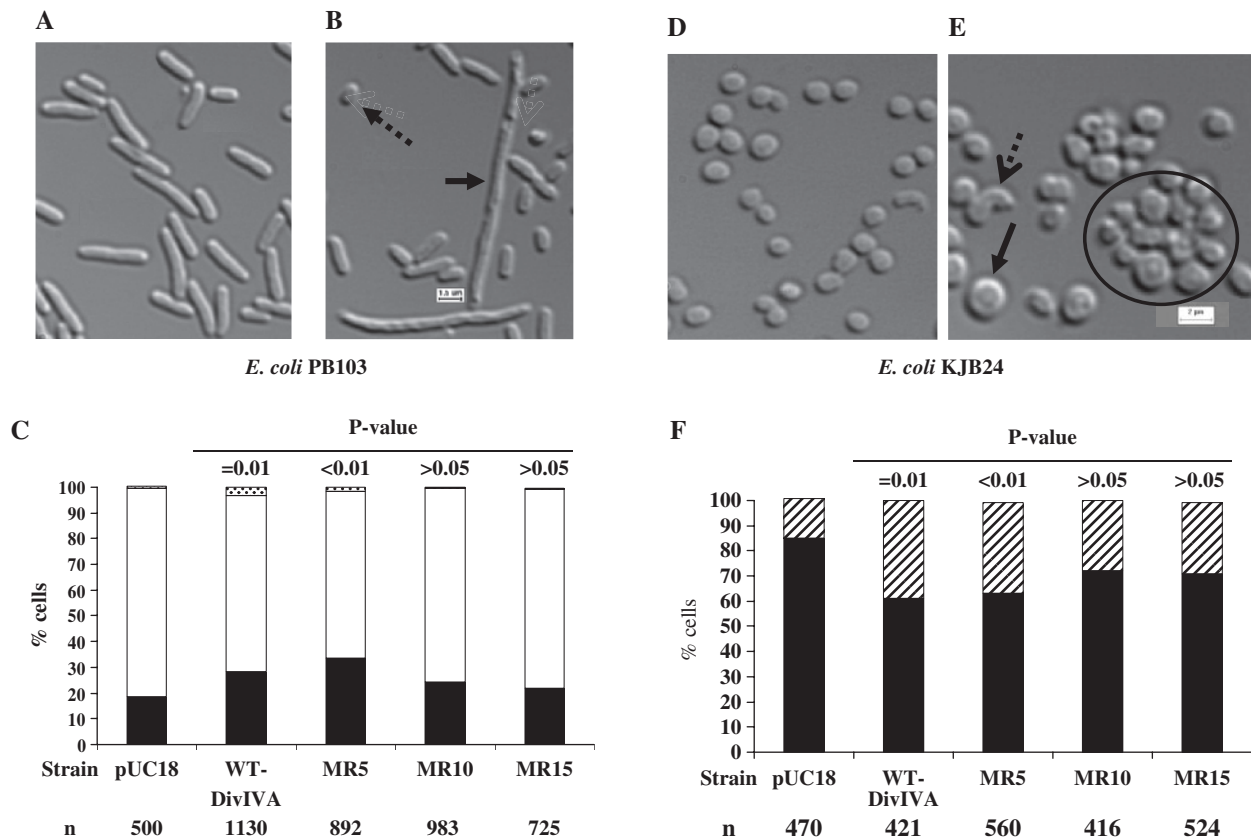 A
B
D
E
1.5 µm
2 µm
E. coli PB103
E. coli KJB24
C
P-value
=0.01 <0.01 >0.05 >0.05
100
90
80
70
60
50
40
30
20
10
0
% cells
Strain pUC18 WT-DivIVA MR5 MR10 MR15
n 500 1130 892 983 725
F
P-value
=0.01 <0.01 >0.05 >0.05
100
90
80
70
60
50
40
30
20
10
0
% cells
Strain pUC18 WT-DivIVA MR5 MR10 MR15
n 470 421 560 416 524